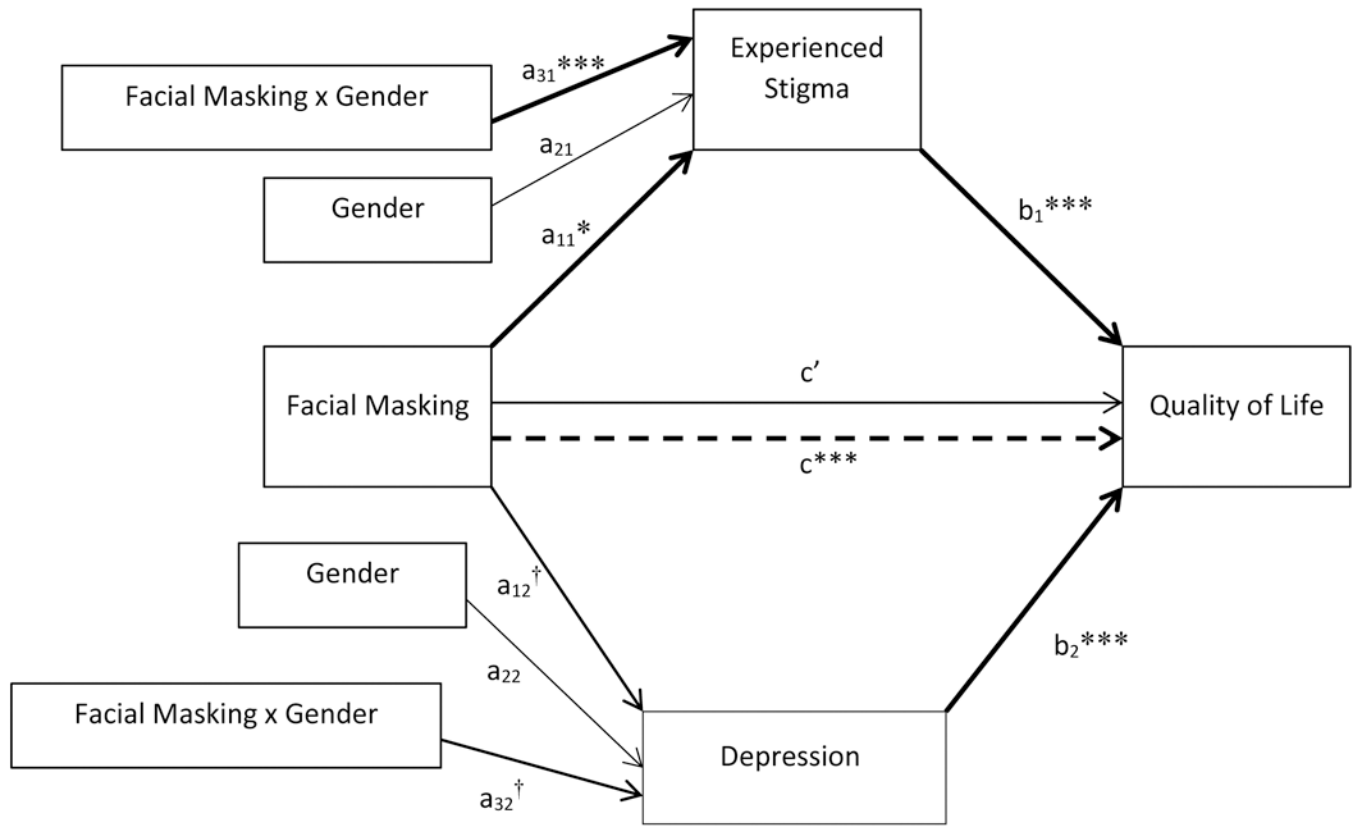 Experienced
Stigma
a₃₁***
Facial Masking x Gender
a₂₁
Gender
a₁₁*
b₁***
c’
Facial Masking
Quality of Life
c***
Gender
a₁₂†
b₂***
a₂₂
Facial Masking x Gender
Depression
a₃₂†